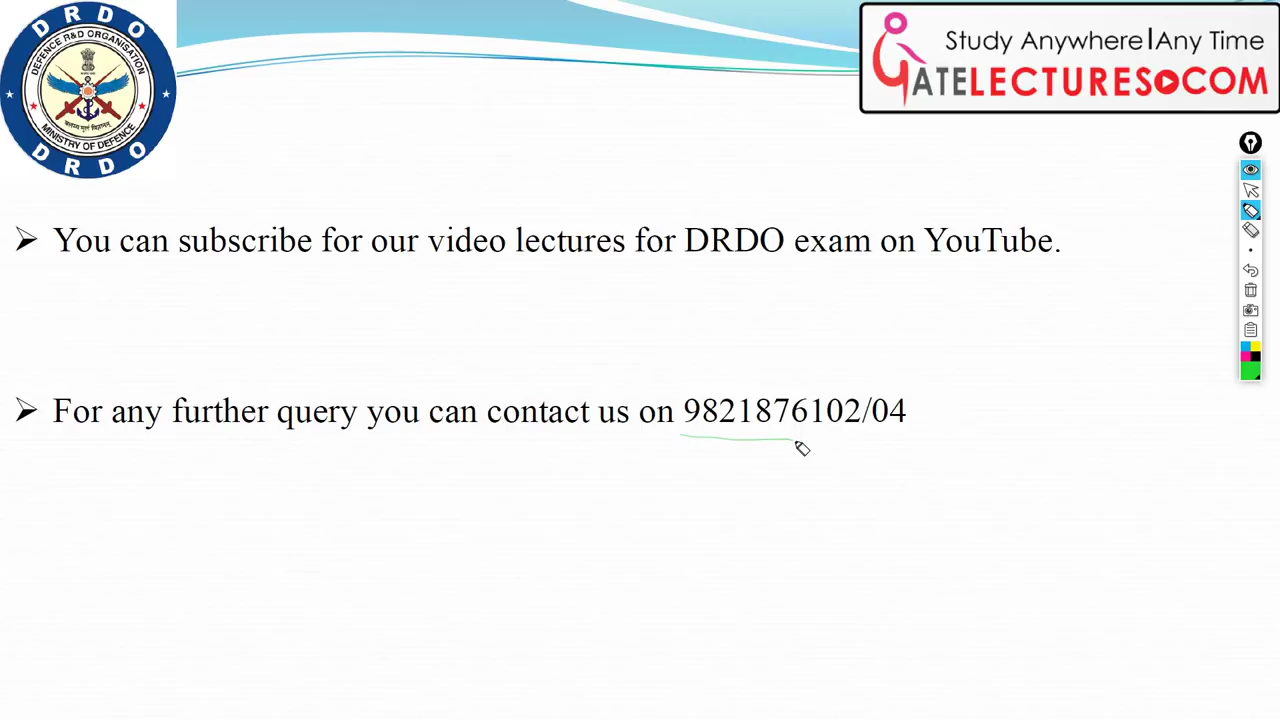 DRDO
DEFENCE R&D ORGANISATION
MINISTRY OF DEFENCE
DRDO
Study Anywhere|Any Time
GATELECTURES.COM
You can subscribe for our video lectures for DRDO exam on YouTube.
For any further query you can contact us on 9821876102/04